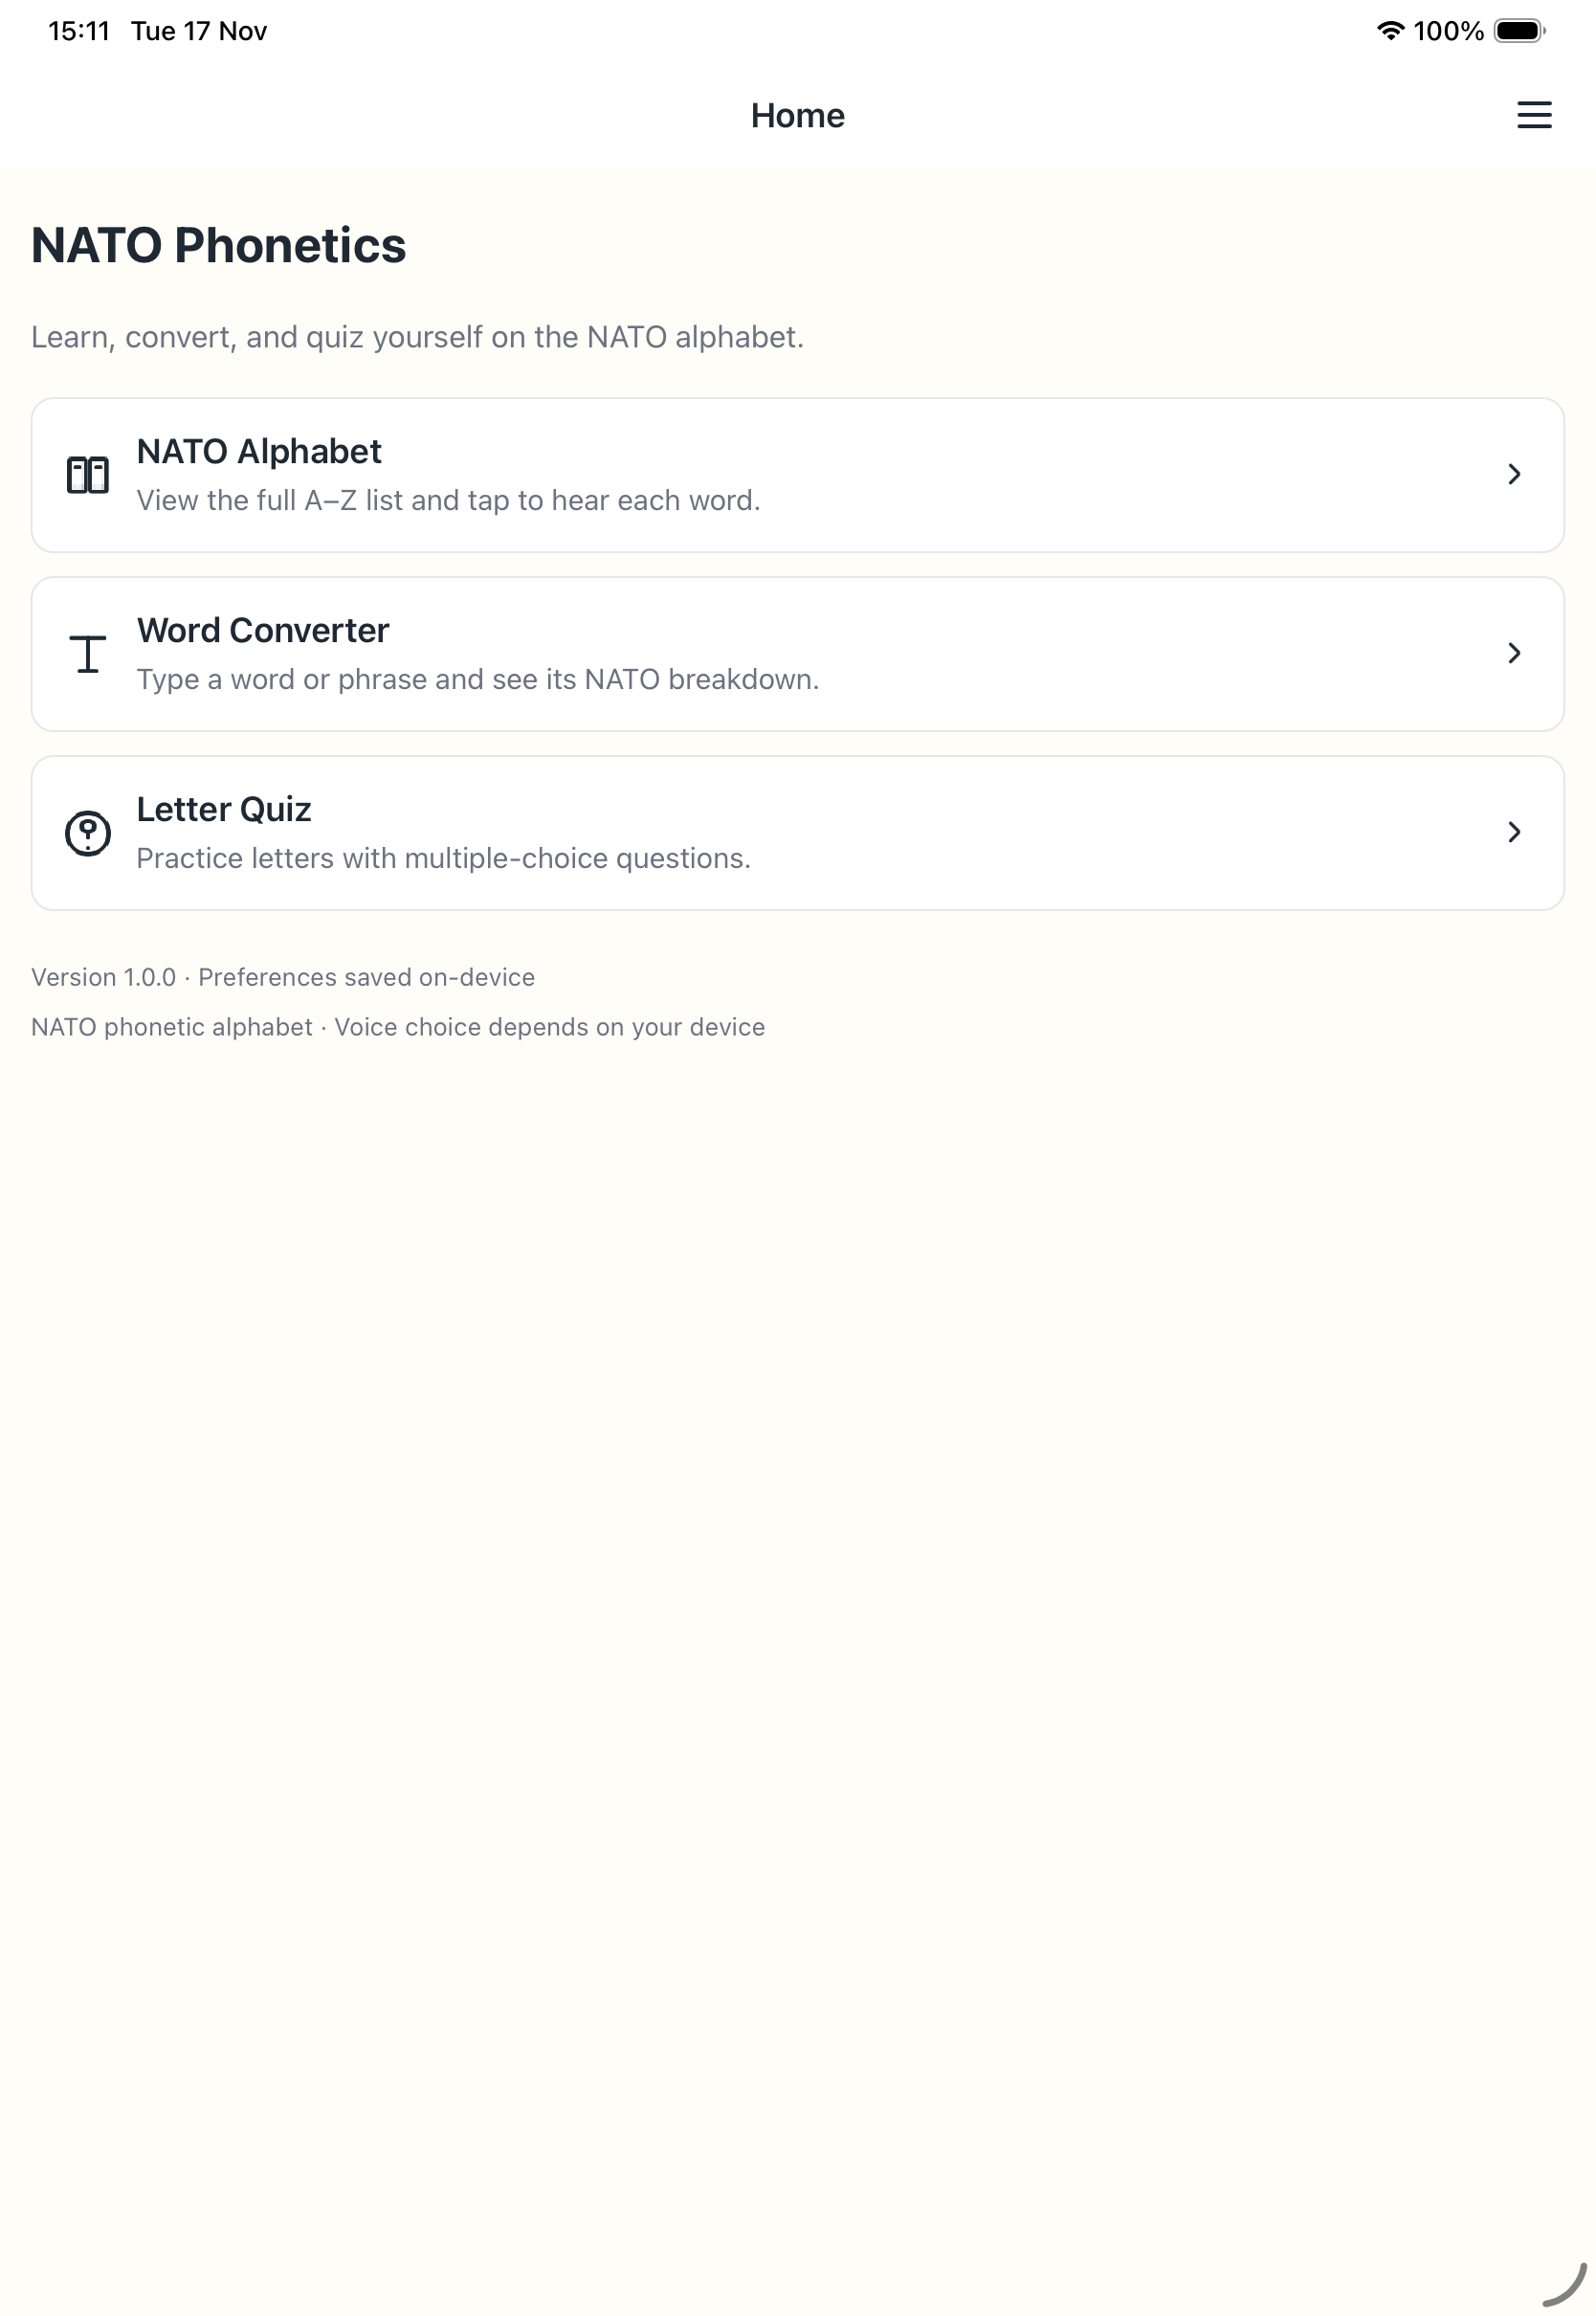 15:11 Tue 17 Nov 100%
Home
NATO Phonetics
Learn, convert, and quiz yourself on the NATO alphabet.
NATO Alphabet
View the full A–Z list and tap to hear each word.
Word Converter
Type a word or phrase and see its NATO breakdown.
Letter Quiz
Practice letters with multiple-choice questions.
Version 1.0.0 · Preferences saved on-device
NATO phonetic alphabet · Voice choice depends on your device